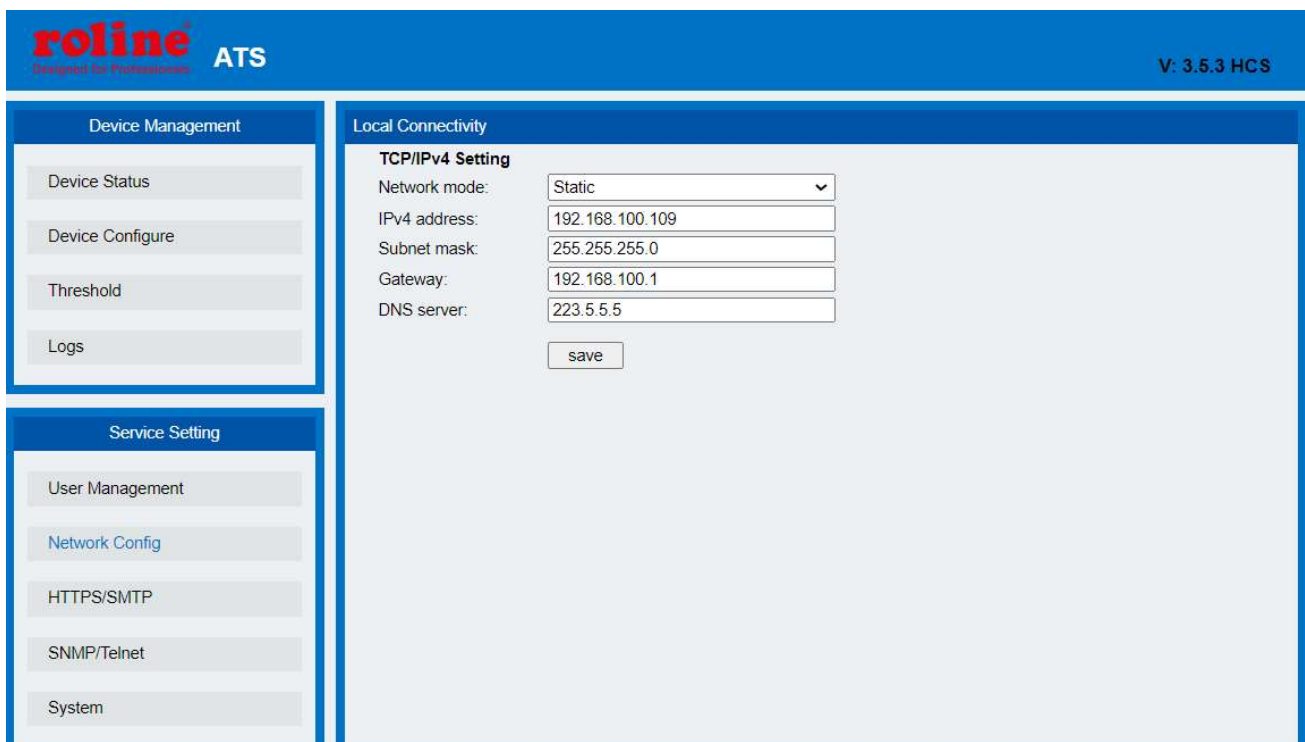 roline®
Designed for Professionals
ATS
V: 3.5.3 HCS
Device Management
Device Status
Device Configure
Threshold
Logs
Service Setting
User Management
Network Config
HTTPS/SMTP
SNMP/Telnet
System
Local Connectivity
TCP/IPv4 Setting
Network mode: Static
IPv4 address: 192.168.100.109
Subnet mask: 255.255.255.0
Gateway: 192.168.100.1
DNS server: 223.5.5.5
save